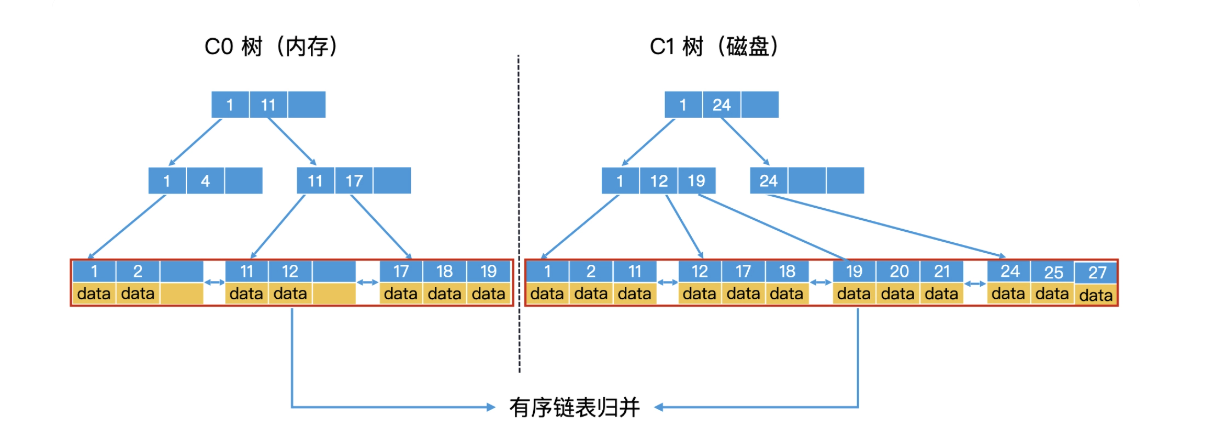 C0 树（内存）
C1 树（磁盘）
1 11
1 24
1 4
11 17
1 12 19
24
1 2
11 12
17 18 19
1 2 11
12 17 18
19 20 21
24 25 27
data data
data data
data data data
data data data
data data data
data data data
data data data
有序链表归并